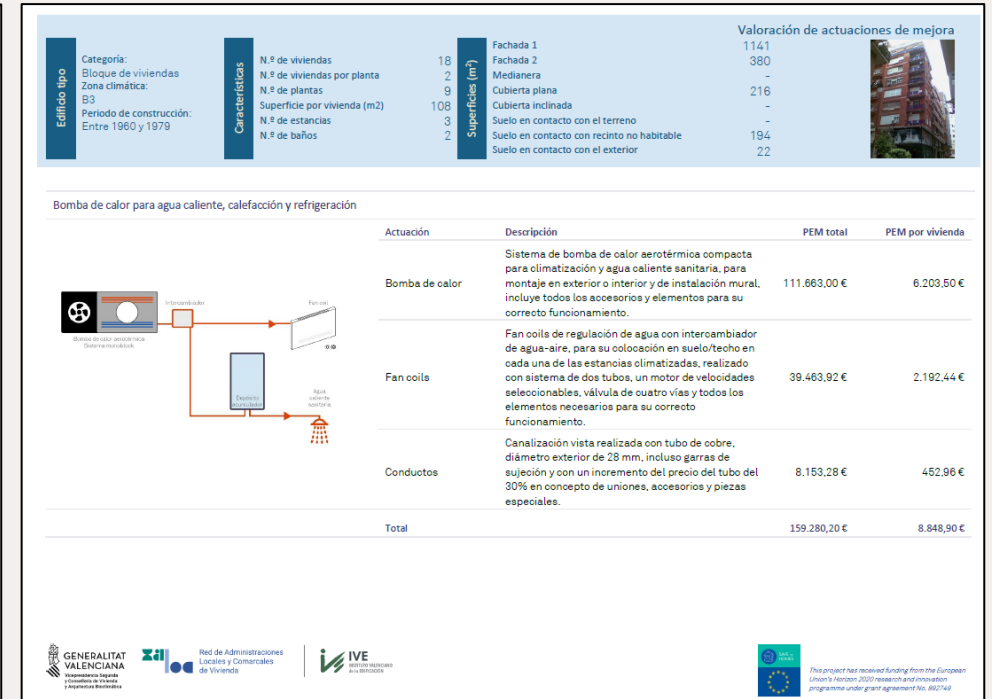 Valoración de actuaciones de mejora
Edificio tipo
Categoría:
Bloque de viviendas
Zona climática:
B3
Periodo de construcción:
Entre 1960 y 1979
Características
N.º de viviendas 18
N.º de viviendas por planta 2
N.º de plantas 9
Superficie por vivienda (m2) 108
N.º de estancias 3
N.º de baños 2
Superficies (m²)
Fachada 1 1141
Fachada 2 380
Medianera -
Cubierta plana 216
Cubierta inclinada -
Suelo en contacto con el terreno -
Suelo en contacto con recinto no habitable 194
Suelo en contacto con el exterior 22
Bomba de calor para agua caliente, calefacción y refrigeración
Actuación Descripción PEM total PEM por vivienda
Intercambiador
Fan coil
Bomba de calor aerotérmica
Sistema monoblock
Depósito
acumulador
Agua
caliente
sanitaria
Bomba de calor
Sistema de bomba de calor aerotérmica compacta
para climatización y agua caliente sanitaria, para
montaje en exterior o interior y de instalación mural,
incluye todos los accesorios y elementos para su
correcto funcionamiento.
111.663,00 € 6.203,50 €
Fan coils
Fan coils de regulación de agua con intercambiador
de agua-aire, para su colocación en suelo/techo en
cada una de las estancias climatizadas, realizado
con sistema de dos tubos, un motor de velocidades
seleccionables, válvula de cuatro vías y todos los
elementos necesarios para su correcto
funcionamiento.
39.463,92 € 2.192,44 €
Conductos
Canalización vista realizada con tubo de cobre,
diámetro exterior de 28 mm, incluso garras de
sujeción y con un incremento del precio del tubo del
30% en concepto de uniones, accesorios y piezas
especiales.
8.153,28 € 452,96 €
Total 159.280,20 € 8.848,90 €
GENERALITAT
VALENCIANA
Vicepresidencia Segunda
y Conselleria de Vivienda
y Arquitectura Bioclimática
Xaloc
Red de Administraciones
Locales y Comarcales
de Vivienda
IVE
INSTITUTO VALENCIANO
de la EDIFICACIÓN
This project has received funding from the European
Union's Horizon 2020 research and innovation
programme under grant agreement No. 892749